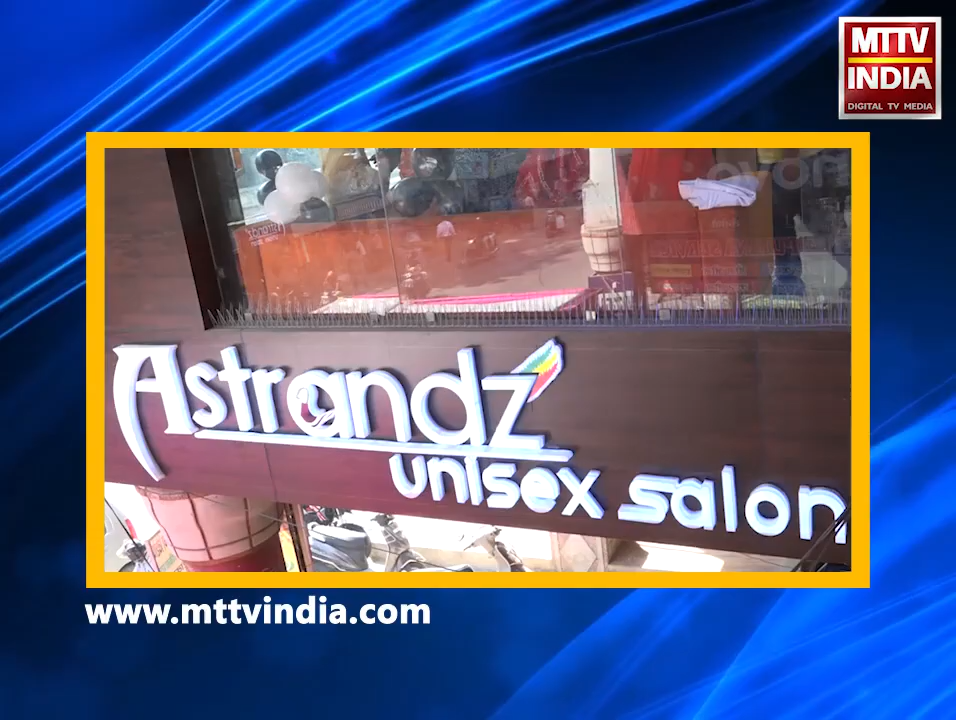 MTTV
INDIA
DIGITAL TV MEDIA
Astrandz
unisex salon
www.mttvindia.com